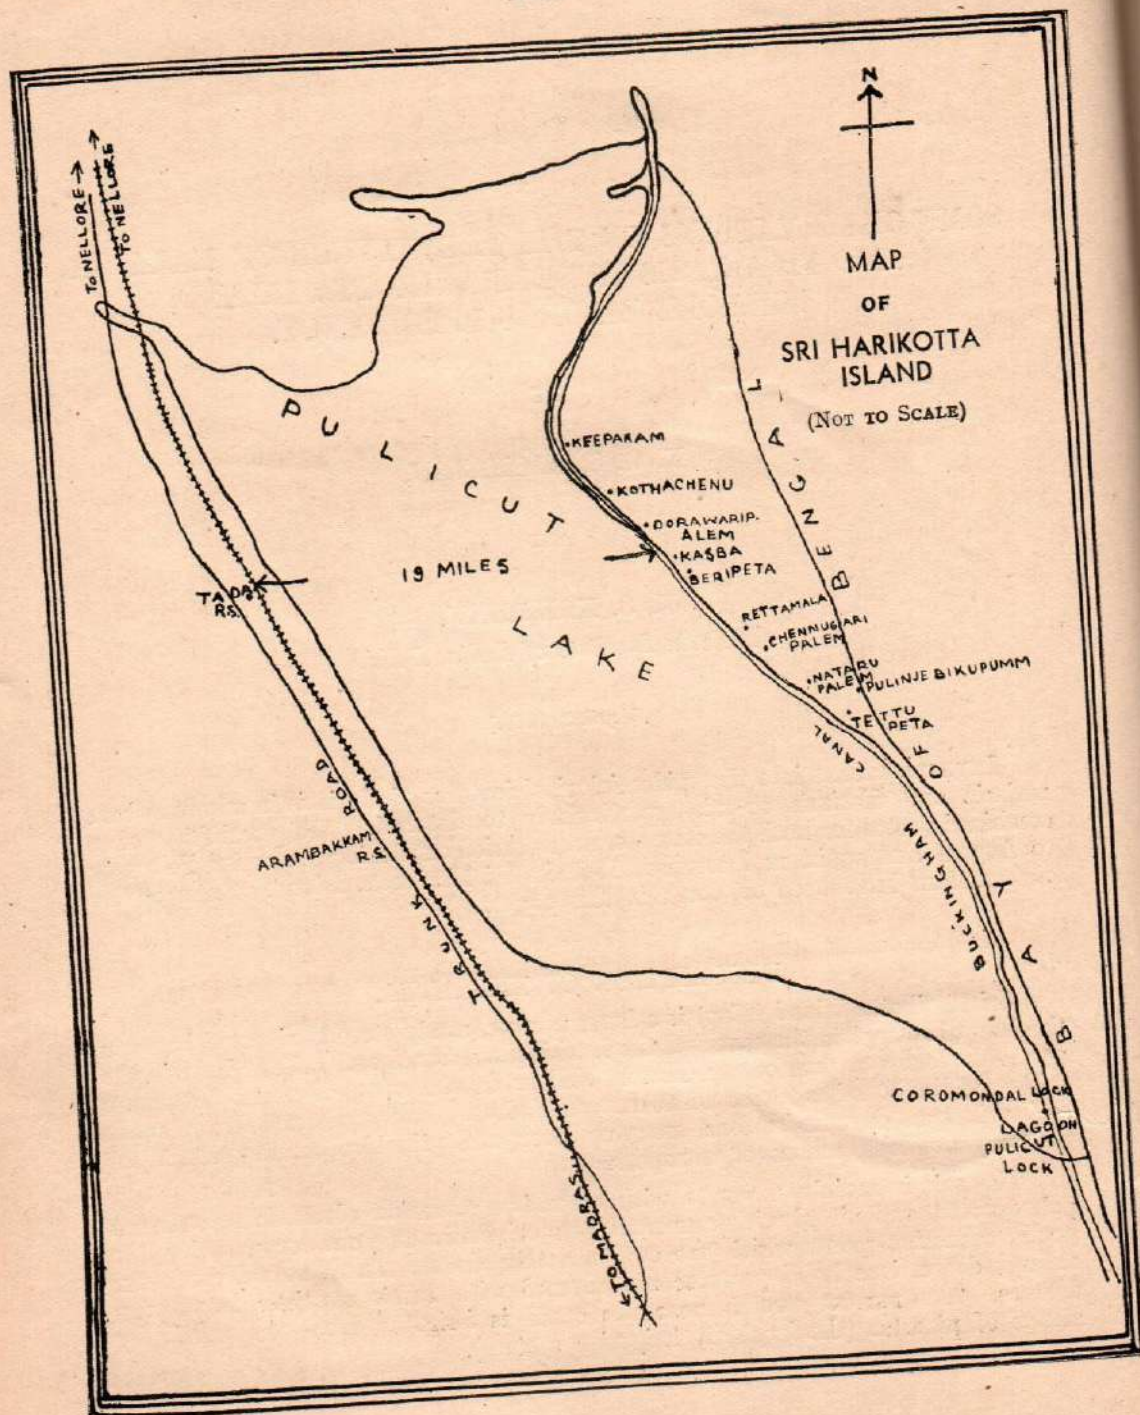 N
MAP
OF
SRI HARIKOTTA
ISLAND
(NOT TO SCALE)
TO NELLORE
TO NELLORE
PULICUT
LAKE
BAY OF BENGAL
KEEPARAM
KOTHACHENU
DORAWARIP.
ALEM
KASBA
BERIPETA
19 MILES
TADA
R.S.
RETTAMALA
CHENNUGARI
PALEM
NATARU
PALEM
PULINJE BIKUPUMM
TETTU
PETA
BUCKINGHAM CANAL
TRUNK ROAD
ARAMBAKKAM
R.S.
COROMONDAL LOCK
LAGOON
PULICUT
LOCK
TO MADRAS